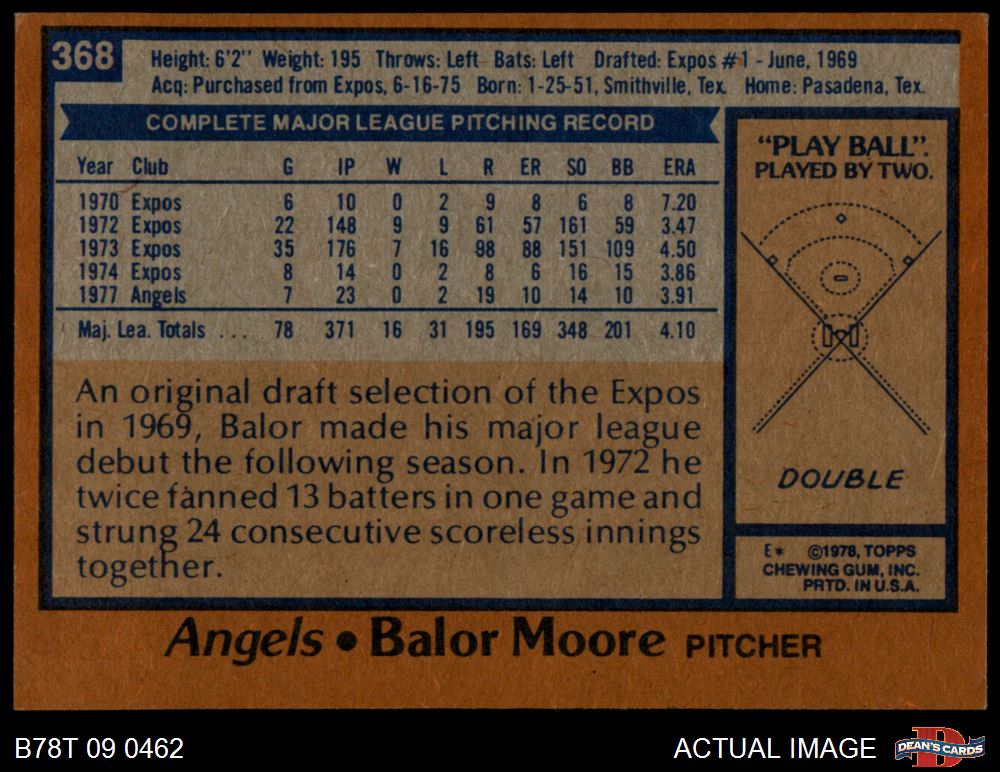 368
Height: 6'2" Weight: 195 Throws: Left Bats: Left Drafted: Expos #1 - June, 1969
Acq: Purchased from Expos, 6-16-75 Born: 1-25-51, Smithville, Tex. Home: Pasadena, Tex.
COMPLETE MAJOR LEAGUE PITCHING RECORD
Year Club G IP W L R ER SO BB ERA
1970 Expos 6 10 0 2 9 8 6 8 7.20
1972 Expos 22 148 9 9 61 57 161 59 3.47
1973 Expos 35 176 7 16 98 88 151 109 4.50
1974 Expos 8 14 0 2 8 6 16 15 3.86
1977 Angels 7 23 0 2 19 10 14 10 3.91
Maj. Lea. Totals . . . 78 371 16 31 195 169 348 201 4.10
An original draft selection of the Expos
in 1969, Balor made his major league
debut the following season. In 1972 he
twice fanned 13 batters in one game and
strung 24 consecutive scoreless innings
together.
"PLAY BALL".
PLAYED BY TWO.
DOUBLE
E* ©1978, TOPPS
CHEWING GUM, INC.
PRTD. IN U.S.A.
Angels • Balor Moore PITCHER
B78T 09 0462
ACTUAL IMAGE
D
DEAN'S CARDS